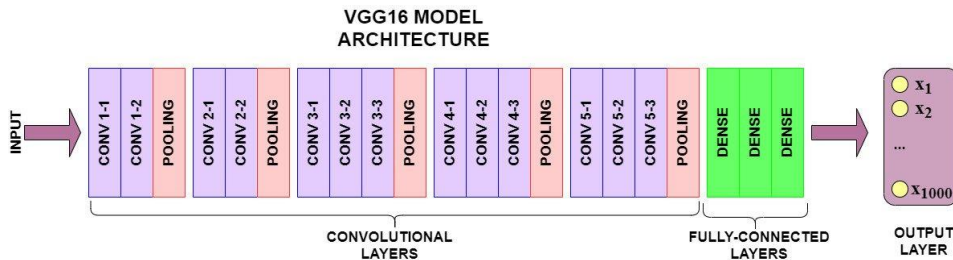 VGG16 MODEL
ARCHITECTURE
INPUT
CONV 1-1
CONV 1-2
POOLING
CONV 2-1
CONV 2-2
POOLING
CONV 3-1
CONV 3-2
CONV 3-3
POOLING
CONV 4-1
CONV 4-2
CONV 4-3
POOLING
CONV 5-1
CONV 5-2
CONV 5-3
POOLING
DENSE
DENSE
DENSE
x1
x2
...
x1000
CONVOLUTIONAL
LAYERS
FULLY-CONNECTED
LAYERS
OUTPUT
LAYER